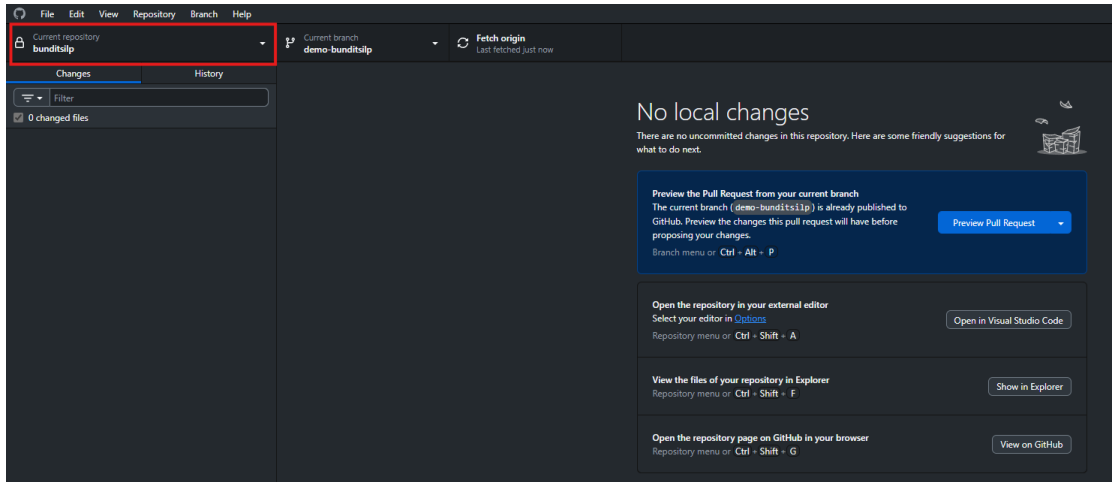 File Edit View Repository Branch Help
Current repository
bunditsilp
Current branch
demo-bunditsilp
Fetch origin
Last fetched just now
Changes History
Filter
0 changed files
No local changes
There are no uncommitted changes in this repository. Here are some friendly suggestions for
what to do next.
Preview the Pull Request from your current branch
The current branch (demo-bunditsilp) is already published to
GitHub. Preview the changes this pull request will have before
proposing your changes.
Branch menu or Ctrl + Alt + P
Preview Pull Request
Open the repository in your external editor
Select your editor in Options
Repository menu or Ctrl + Shift + A
Open in Visual Studio Code
View the files of your repository in Explorer
Repository menu or Ctrl + Shift + F
Show in Explorer
Open the repository page on GitHub in your browser
Repository menu or Ctrl + Shift + G
View on GitHub